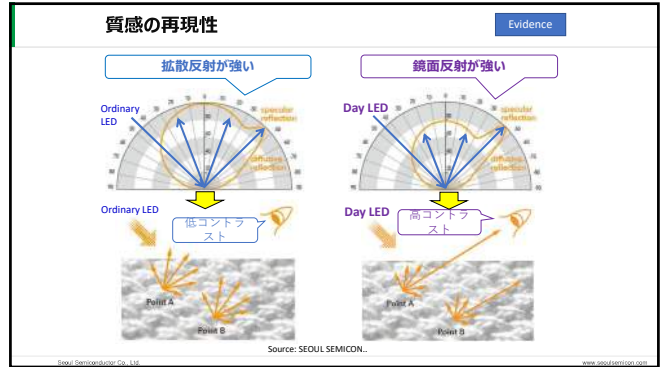 質感の再現性
Evidence
拡散反射が強い
鏡面反射が強い
Ordinary
LED
specular
reflection
diffusive
reflection
Day LED
specular
reflection
diffusive
reflection
Ordinary LED
低コントラ
スト
Day LED
高コントラ
スト
Point A
Point B
Point A
Point B
Source: SEOUL SEMICON..
Seoul Semiconductor Co., Ltd.
www.seoulsemicon.com